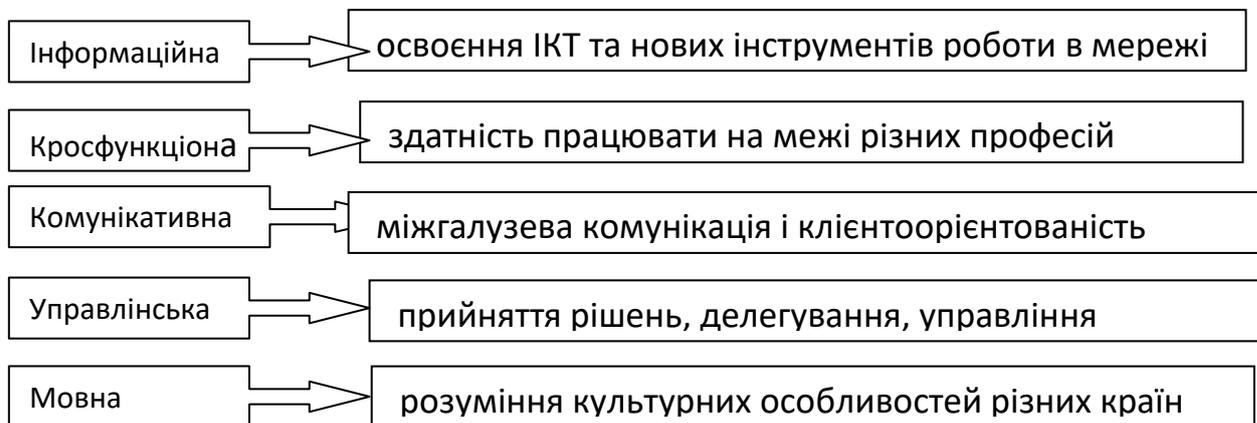 Інформаційна
освоєння ІКТ та нових інструментів роботи в мережі
Кросфункціона
здатність працювати на межі різних професій
Комунікативна
міжгалузева комунікація і клієнтоорієнтованість
Управлінська
прийняття рішень, делегування, управління
Мовна
розуміння культурних особливостей різних країн